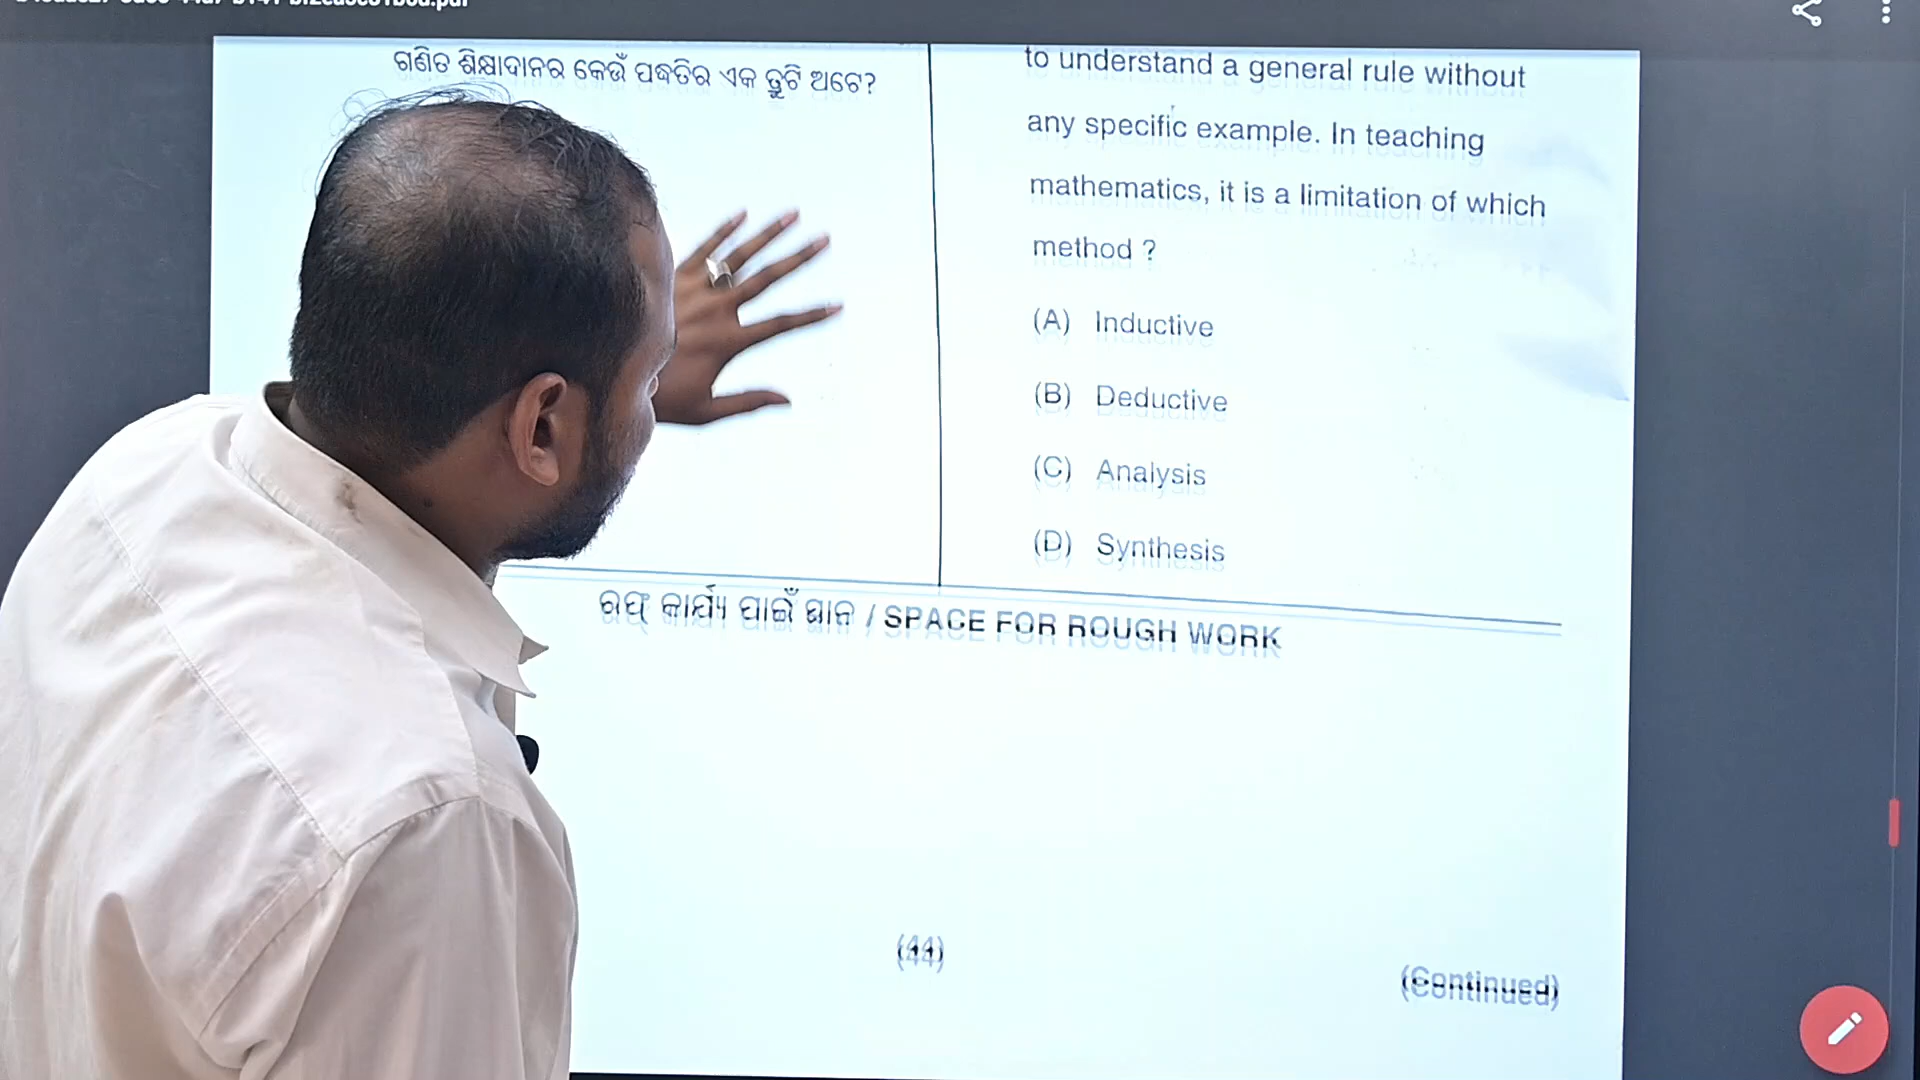 ଗଣିତ ଶିକ୍ଷାଦାନର କେଉଁ ପଦ୍ଧତିର ଏକ ତ୍ରୁଟି ଅଟେ?
to understand a general rule without
any specific example. In teaching
mathematics, it is a limitation of which
method ?
(A) Inductive
(B) Deductive
(C) Analysis
(D) Synthesis
ରଫ୍ କାର୍ଯ୍ୟ ପାଇଁ ସ୍ଥାନ / SPACE FOR ROUGH WORK
(44)
(Continued)